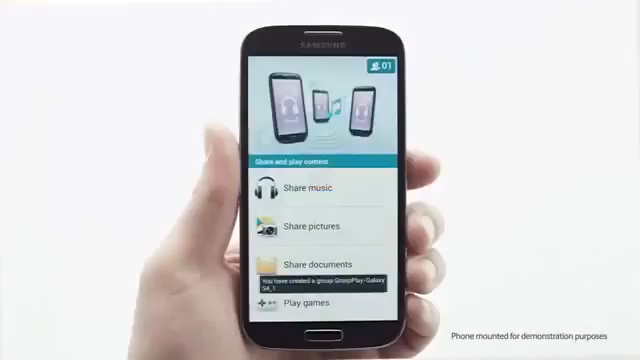 SAMSUNG
01
Share and play content
Share music
Share pictures
Share documents
You have created a group GroupPlay-Galaxy
S4_1
Play games
Phone mounted for demonstration purposes